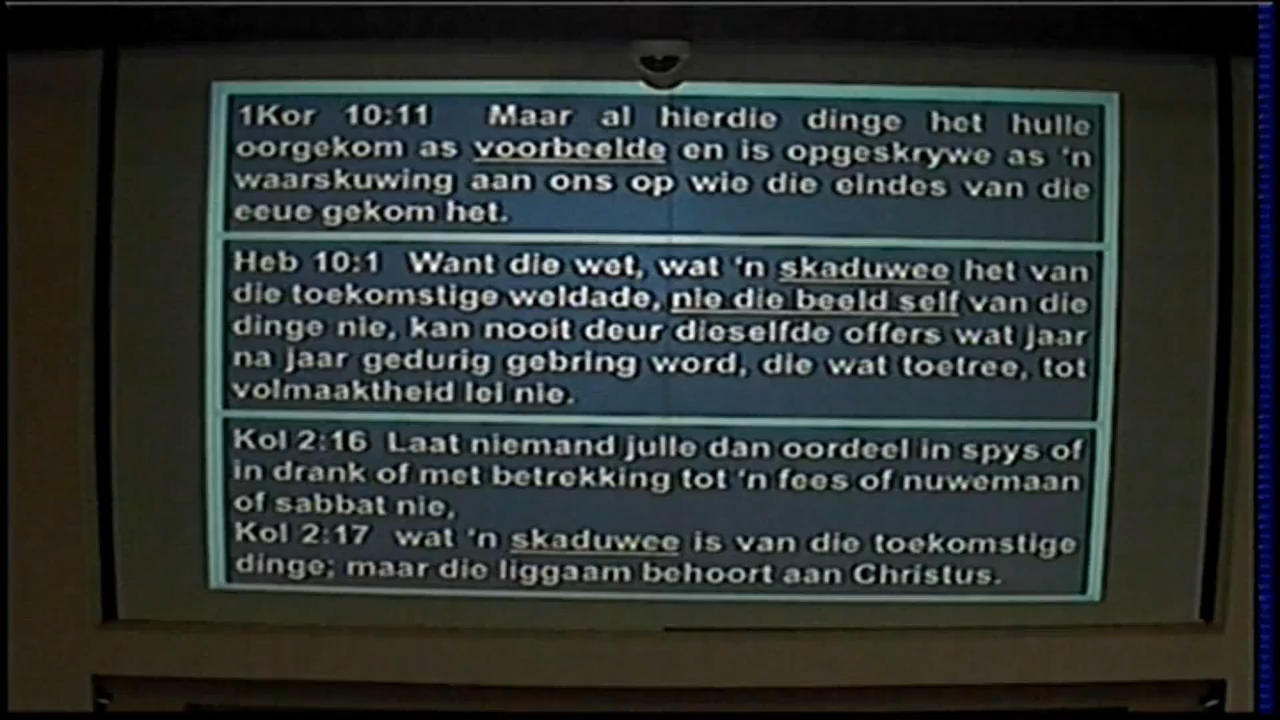 1Kor 10:11 Maar al hierdie dinge het hulle
oorgekom as voorbeelde en is opgeskrywe as 'n
waarskuwing aan ons op wie die eindes van die
eeue gekom het.
Heb 10:1 Want die wet, wat 'n skaduwee het van
die toekomstige weldade, nie die beeld self van die
dinge nie, kan nooit deur dieselfde offers wat jaar
na jaar gedurig gebring word, die wat toetree, tot
volmaaktheid lei nie.
Kol 2:16 Laat niemand julle dan oordeel in spys of
in drank of met betrekking tot 'n fees of nuwemaan
of sabbat nie,
Kol 2:17 wat 'n skaduwee is van die toekomstige
dinge; maar die liggaam behoort aan Christus.